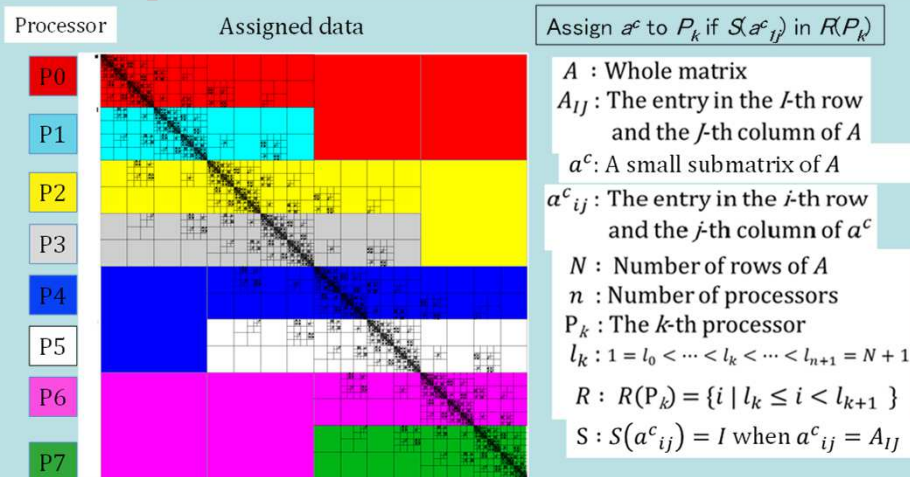 Processor
Assigned data
P0
P1
P2
P3
P4
P5
P6
P7
Assign a^c to P_k if S(a^c_1j) in R(P_k)
A : Whole matrix
A_IJ : The entry in the I-th row
and the J-th column of A
a^c: A small submatrix of A
a^c_ij : The entry in the i-th row
and the j-th column of a^c
N : Number of rows of A
n : Number of processors
P_k : The k-th processor
l_k : 1 = l_0 < ⋯ < l_k < ⋯ < l_n+1 = N + 1
R : R(P_k) = {i | l_k ≤ i < l_k+1 }
S : S(a^c_ij) = I when a^c_ij = A_IJ